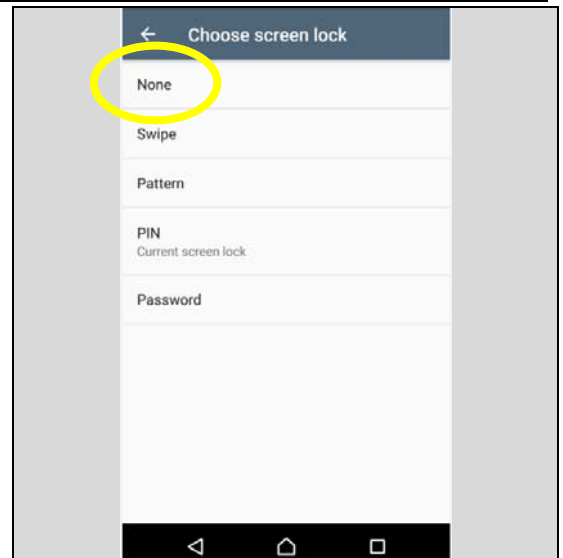 Choose screen lock
None
Swipe
Pattern
PIN
Current screen lock
Password